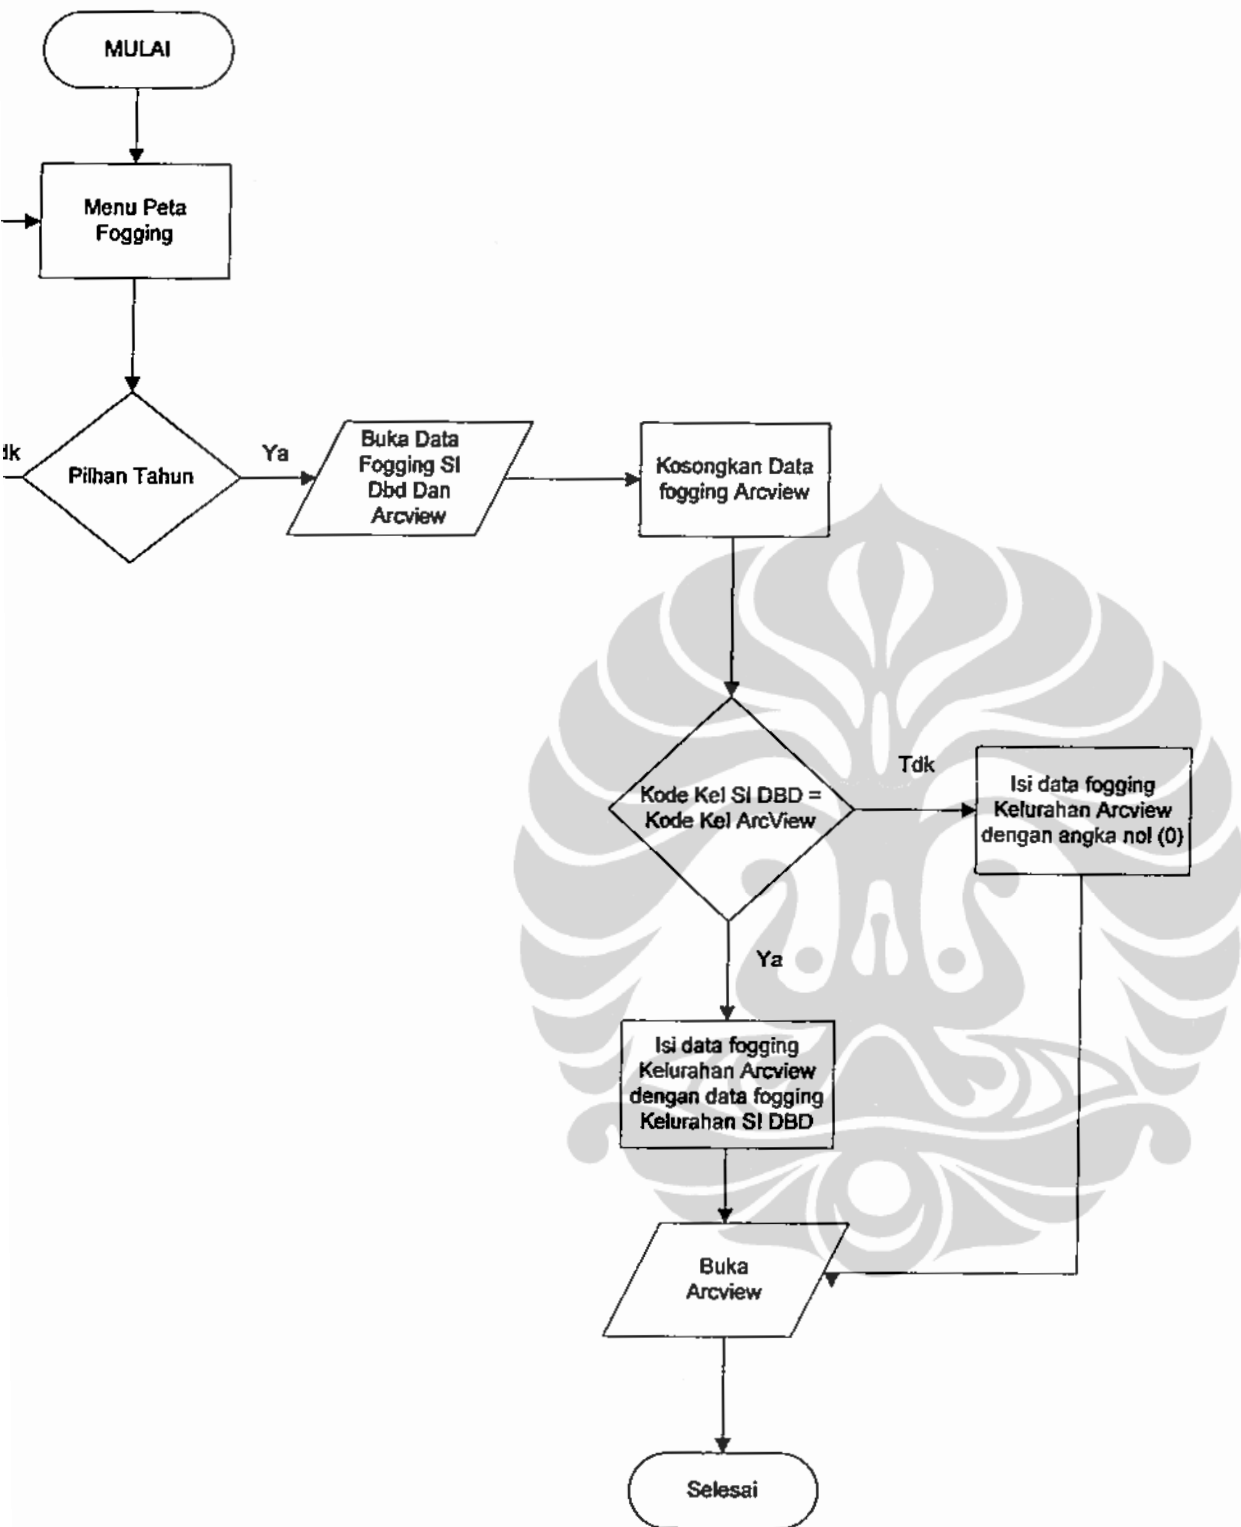 MULAI
Menu Peta
Fogging
Pilhan Tahun
Ya
Buka Data
Fogging SI
Dbd Dan
Arcview
Kosongkan Data
fogging Arcview
Kode Kel SI DBD =
Kode Kel ArcView
Tdk
Isi data fogging
Kelurahan Arcview
dengan angka nol (0)
Ya
Isi data fogging
Kelurahan Arcview
dengan data fogging
Kelurahan SI DBD
Buka
Arcview
Selesai